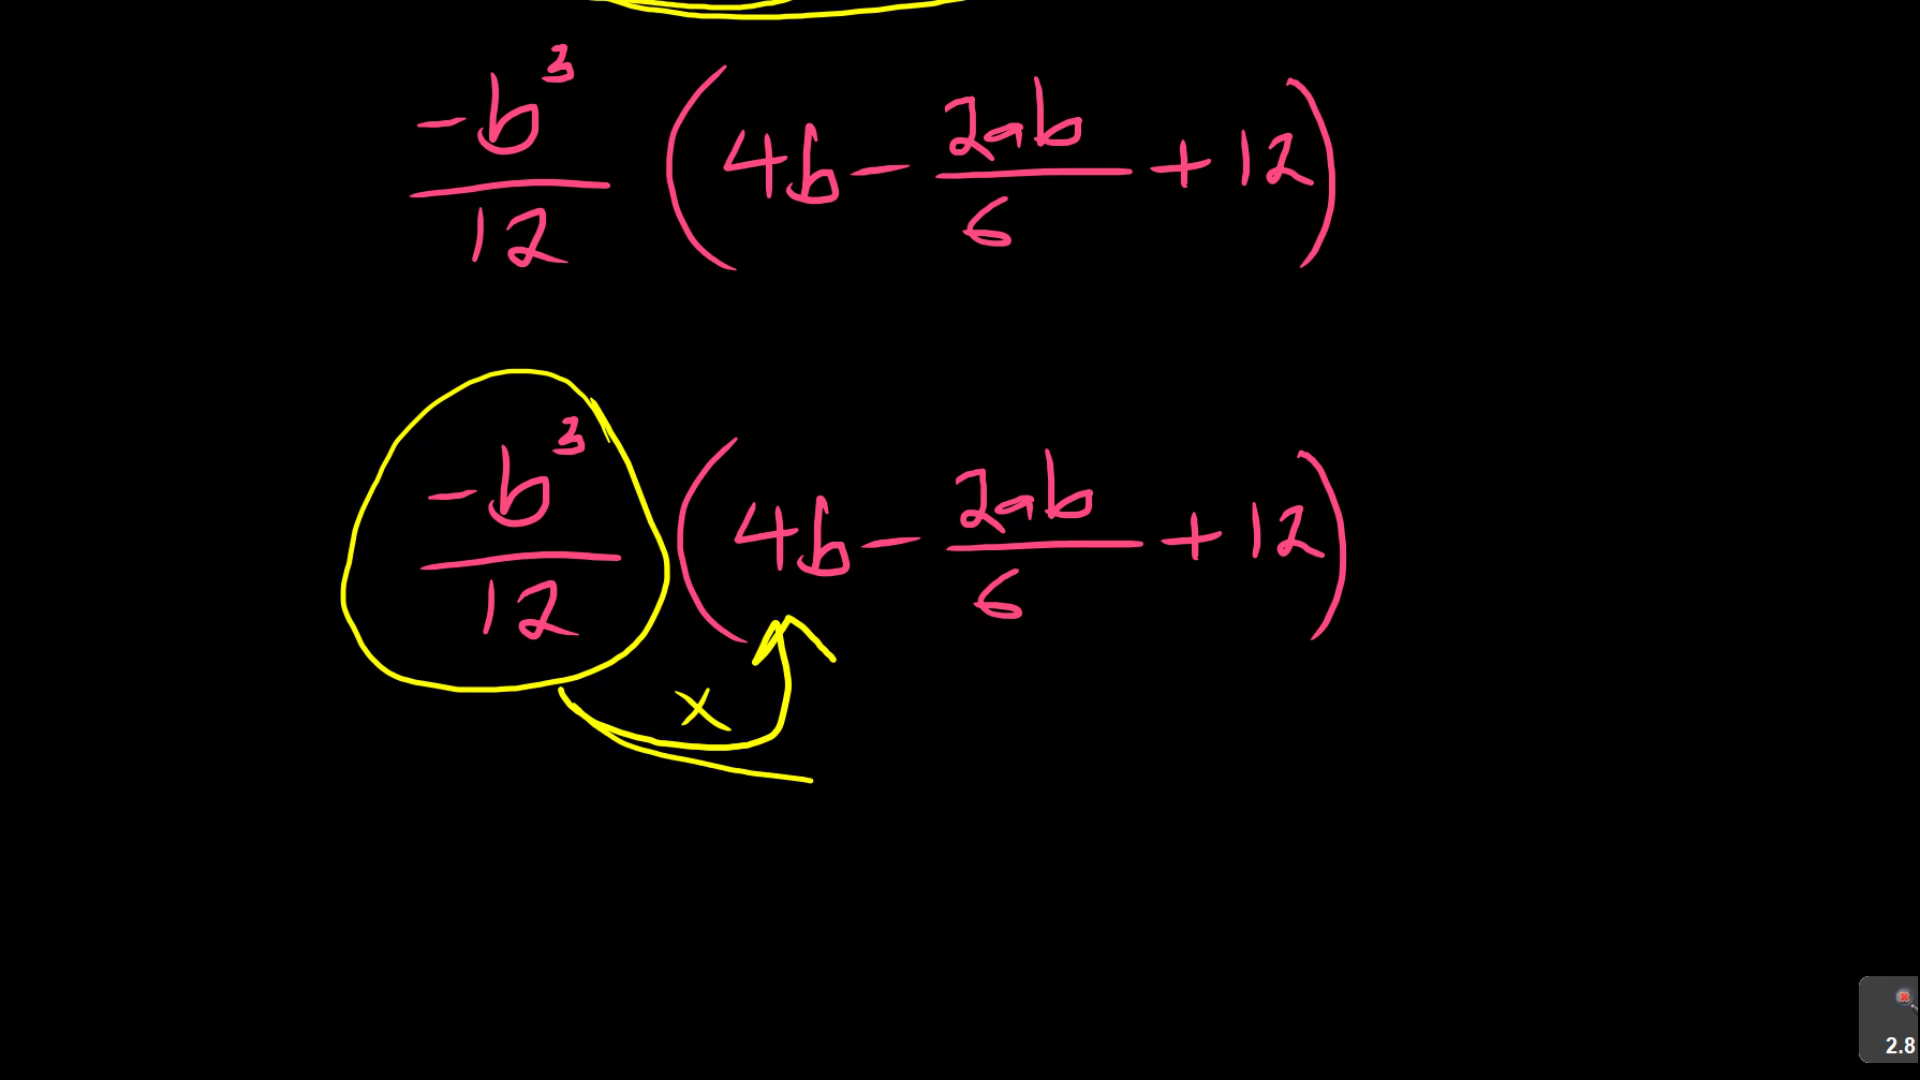 -b³/12 (4b - 2ab/6 + 12)
-b³/12 (4b - 2ab/6 + 12)
x
2.8